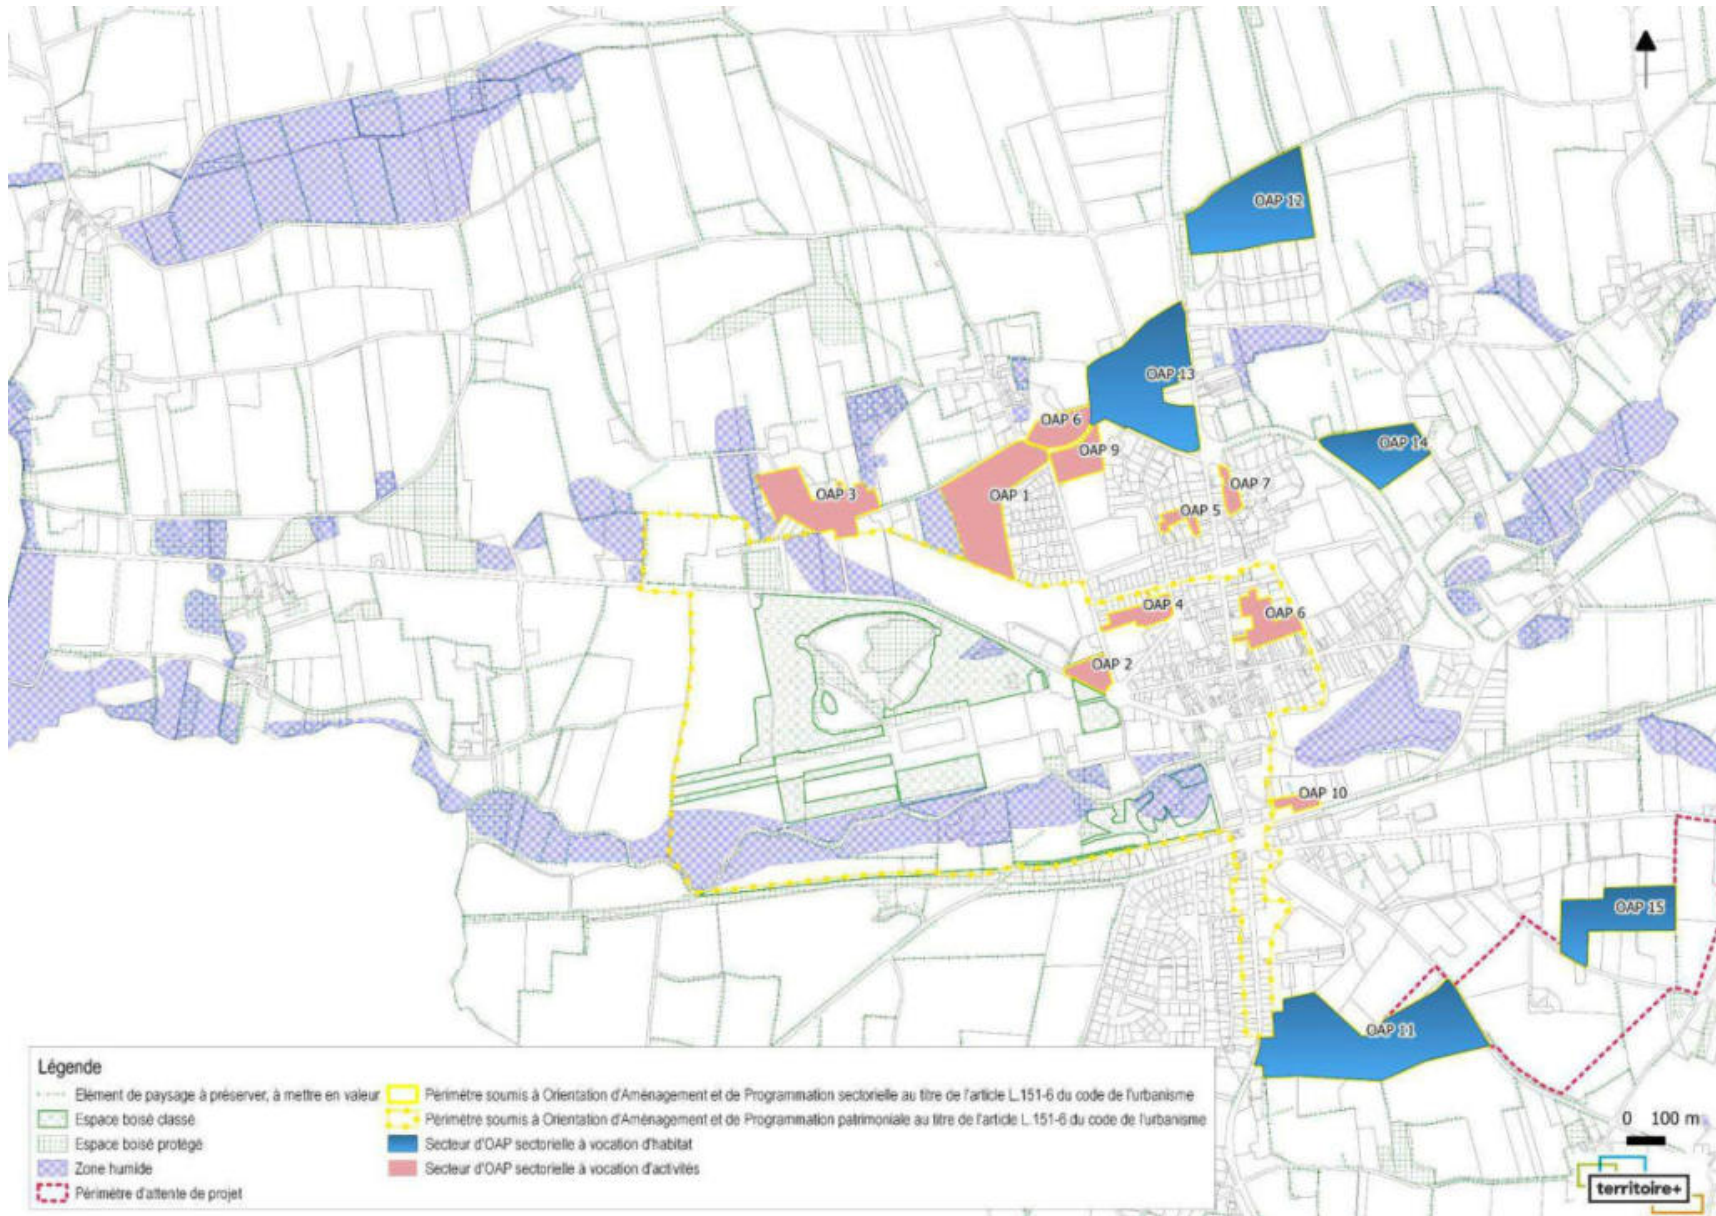 OAP 12
OAP 13
OAP 6
OAP 14
OAP 9
OAP 7
OAP 3
OAP 1
OAP 5
OAP 4
OAP 6
OAP 2
OAP 10
OAP 15
OAP 11
Légende
Elément de paysage à préserver, à mettre en valeur
Espace boisé classé
Espace boisé protégé
Zone humide
Périmètre d'attente de projet
Périmètre soumis à Orientation d'Aménagement et de Programmation sectorielle au titre de l'article L.151-6 du code de l'urbanisme
Périmètre soumis à Orientation d'Aménagement et de Programmation patrimoniale au titre de l'article L.151-6 du code de l'urbanisme
Secteur d'OAP sectorielle à vocation d'habitat
Secteur d'OAP sectorielle à vocation d'activités
0 100 m
territoire+